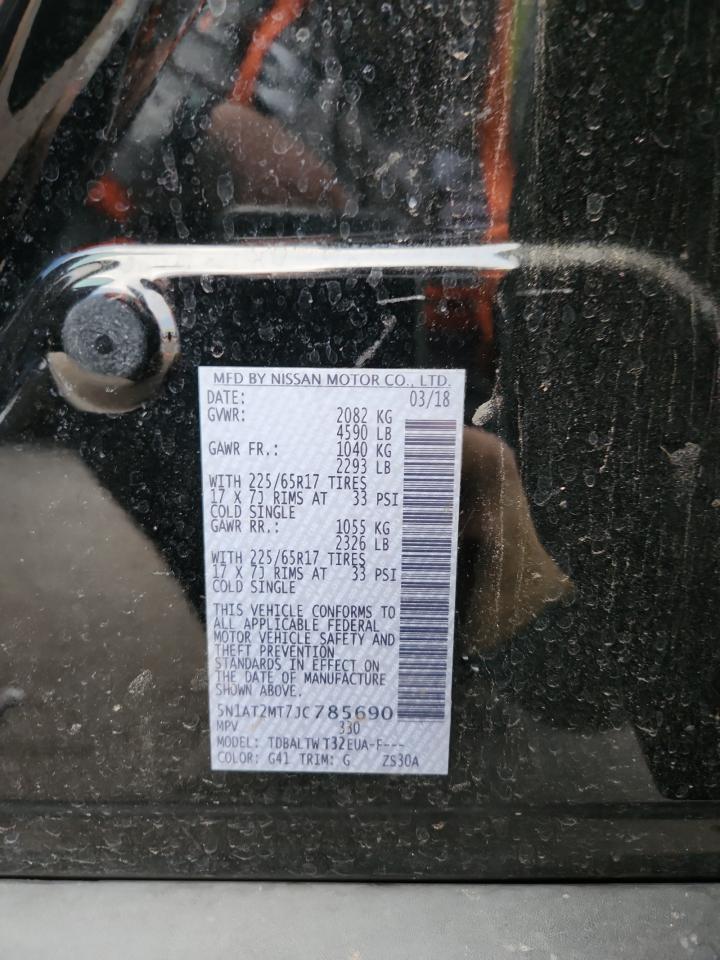 MFD BY NISSAN MOTOR CO., LTD.
DATE: 03/18
GVWR: 2082 KG
4590 LB
GAWR FR.: 1040 KG
2293 LB
WITH 225/65R17 TIRES
17 X 7J RIMS AT 33 PSI
COLD SINGLE
GAWR RR.: 1055 KG
2326 LB
WITH 225/65R17 TIRES
17 X 7J RIMS AT 33 PSI
COLD SINGLE
THIS VEHICLE CONFORMS TO
ALL APPLICABLE FEDERAL
MOTOR VEHICLE SAFETY AND
THEFT PREVENTION
STANDARDS IN EFFECT ON
THE DATE OF MANUFACTURE
SHOWN ABOVE.
5N1AT2MT7JC785690
MPV 330
MODEL: TDBALTW T32EUA-F---
COLOR: G41 TRIM: G ZS30A